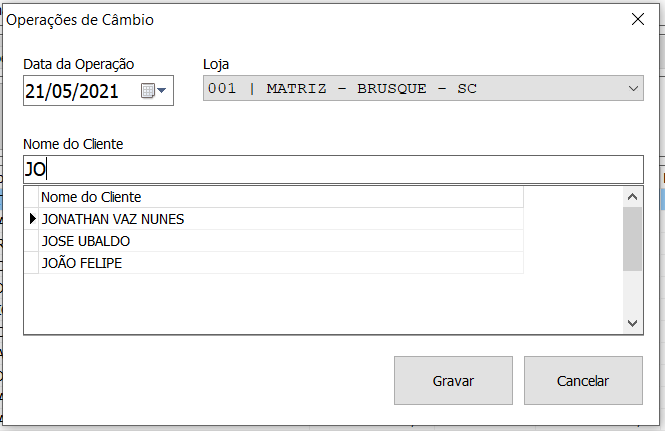 Operações de Câmbio
Data da Operação
Loja
21/05/2021
001 | MATRIZ - BRUSQUE - SC
Nome do Cliente
JO
Nome do Cliente
JONATHAN VAZ NUNES
JOSE UBALDO
JOÃO FELIPE
Gravar
Cancelar